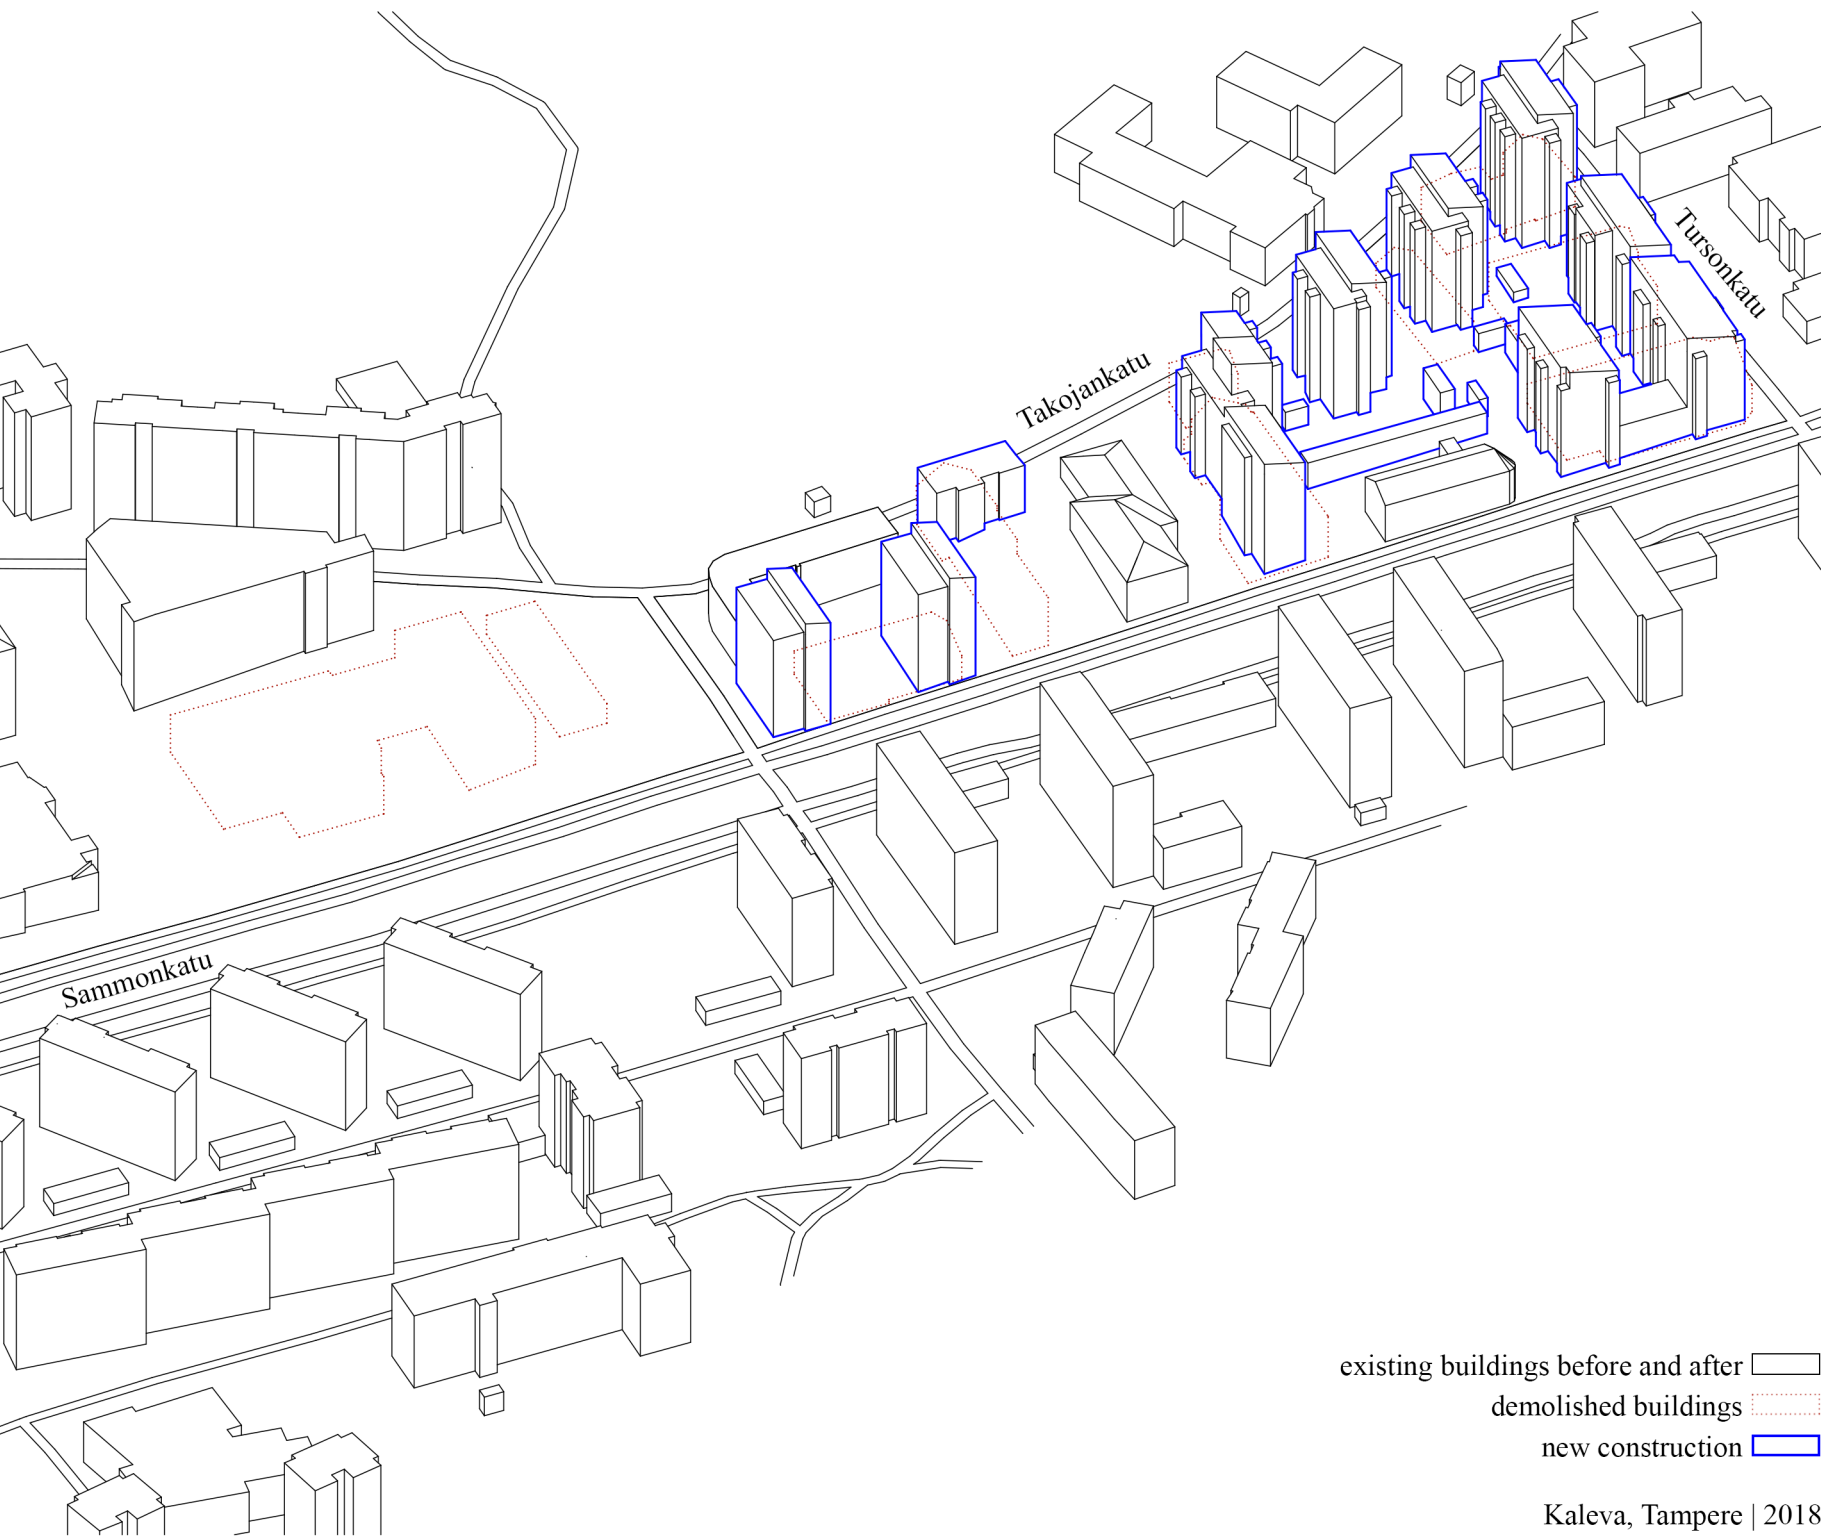 Tursonkatu
Takojankatu
Sammonkatu
existing buildings before and after
demolished buildings
new construction
Kaleva, Tampere | 2018